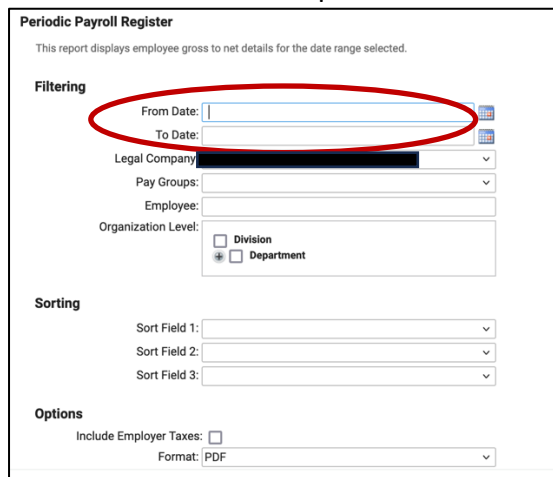 Periodic Payroll Register
This report displays employee gross to net details for the date range selected.
Filtering
From Date:
To Date:
Legal Company
Pay Groups:
Employee:
Organization Level:
Division
Department
Sorting
Sort Field 1:
Sort Field 2:
Sort Field 3:
Options
Include Employer Taxes:
Format: PDF